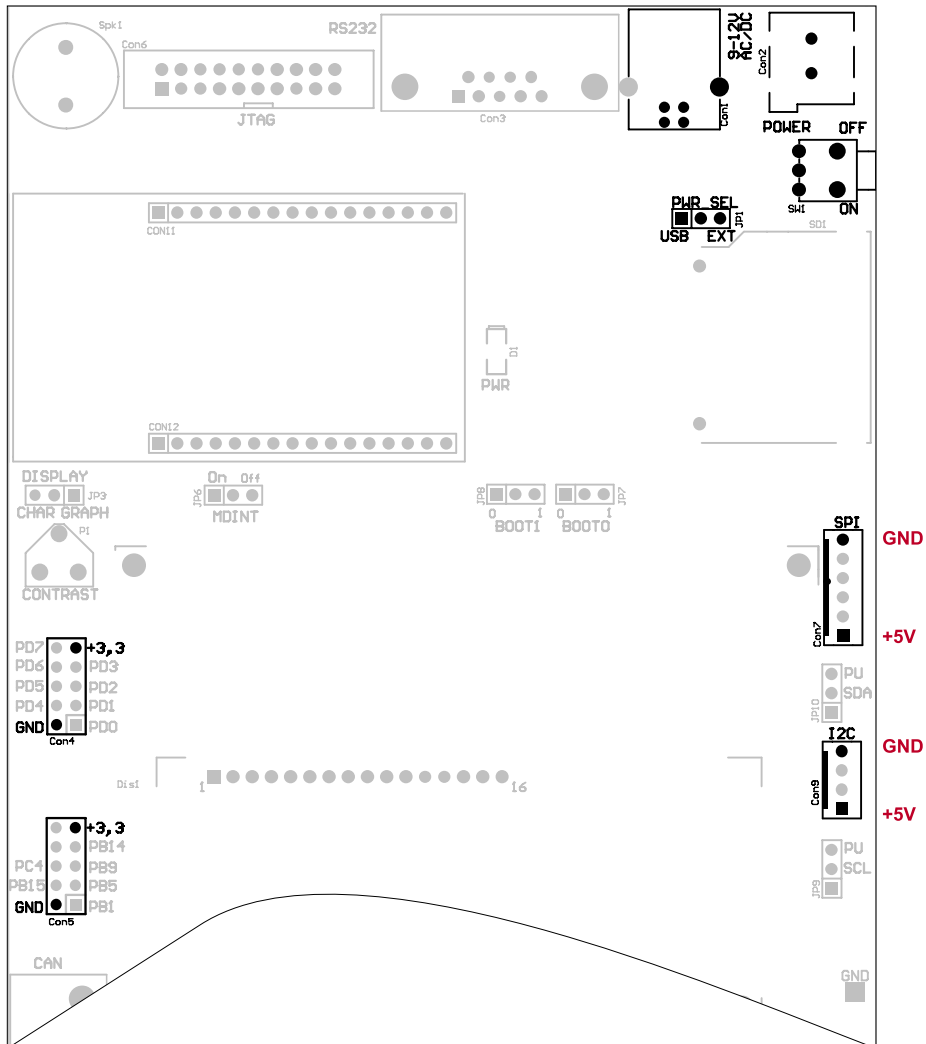 Spk1
Con6
JTAG
RS232
Con3
Con1
9-12V
AC/DC
Con2
POWER OFF
SW1
ON
PWR_SEL
JP1
USB EXT
SD1
CON11
D1
PWR
CON12
DISPLAY
JP3
CHAR GRAPH
On Off
JP6
MDINT
JP8
0 1
BOOT1
JP7
0 1
BOOT0
P1
CONTRAST
SPI
GND
Con7
+5V
PD7 +3,3
PD6 PD3
PD5 PD2
PD4 PD1
GND PD0
Con4
PU
SDA
JP10
I2C
GND
Con9
+5V
Dis1
1 16
+3,3
PB14
PC4 PB9
PB15 PB5
GND PB1
Con5
PU
SCL
JP9
CAN
GND